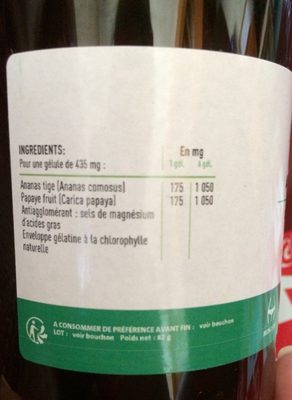 INGREDIENTS:
En mg
Pour une gélule de 435 mg :
1 gél.
6 gél.
Ananas tige (Ananas comosus) 175 1 050
Papaye fruit (Carica papaya) 175 1 050
Antiagglomérant : sels de magnésium
d'acides gras
Enveloppe gélatine à la chlorophylle
naturelle
A CONSOMMER DE PRÉFÉRENCE AVANT FIN : voir bouchon
LOT : voir bouchon Poids net : 82 g